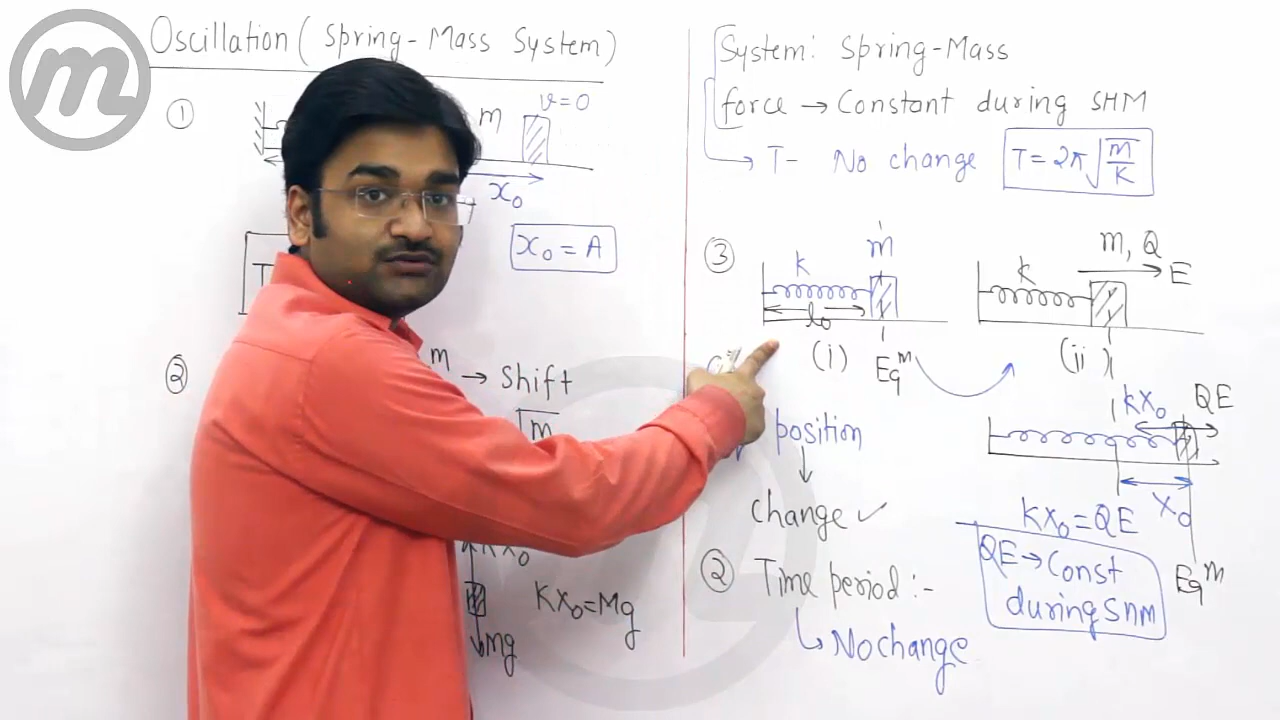 m
Oscillation ( Spring - Mass System )
①
m
v = 0
x₀
x₀ = A
T
②
m → Shift
m
kx₀
Kx₀ = Mg
Mg
System: Spring-Mass
force → Constant during SHM
→ T - No change
T = 2π√m/K
③
k
m
l₀
(i)
Eqᵐ
k
m, Q
E
(ii)
position
change ✓
kx₀
QE
x₀
kx₀ = QE
Eqᵐ
QE → Const
during SHM
② Time period :-
No change